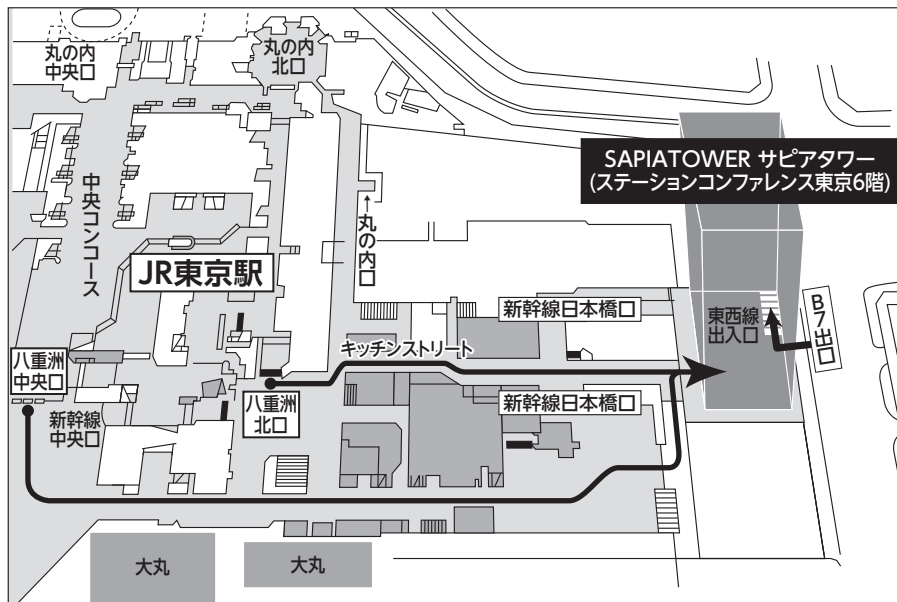 丸の内
中央口
丸の内
北口
SAPIATOWER サピアタワー
(ステーションコンファレンス東京6階)
中央コンコース
←丸の内口
JR東京駅
新幹線日本橋口
東西線
出入口
B7出口
キッチンストリート
八重洲
中央口
八重洲
北口
新幹線日本橋口
新幹線
中央口
大丸
大丸